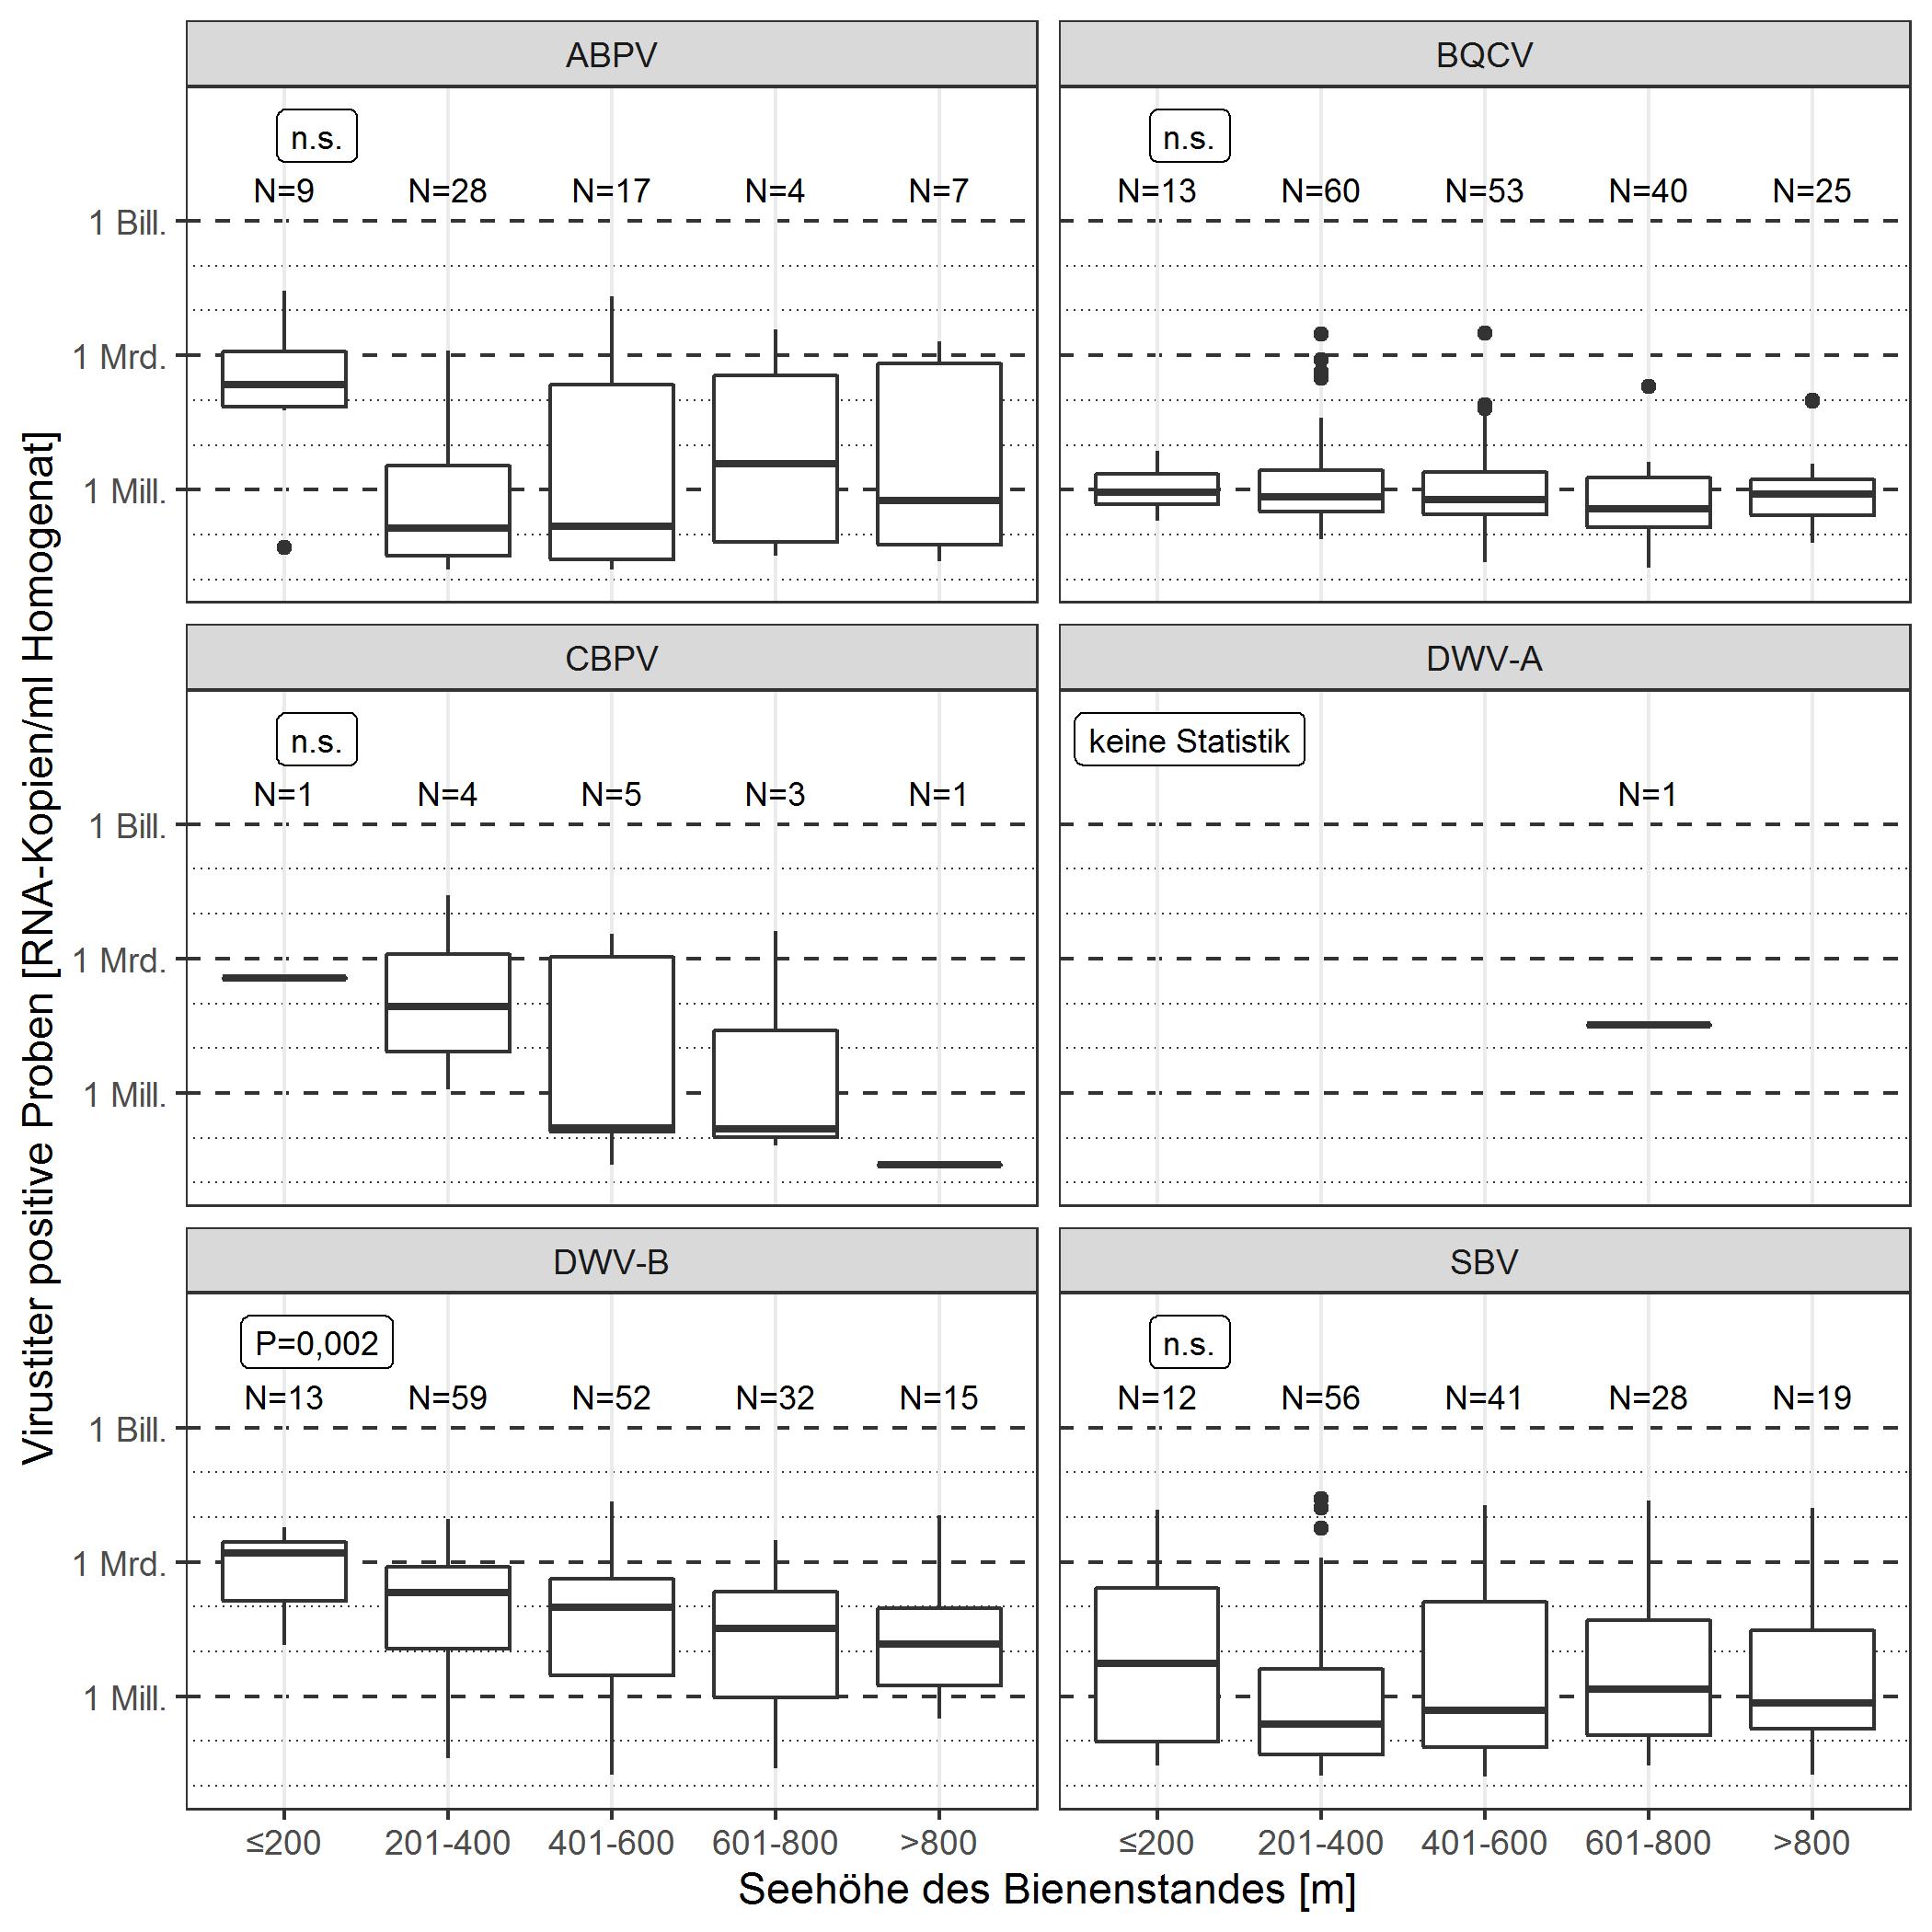 Virustiter positive Proben [RNA-Kopien/ml Homogenat]
ABPV
n.s.
N=9 N=28 N=17 N=4 N=7
1 Bill.
1 Mrd.
1 Mill.
BQCV
n.s.
N=13 N=60 N=53 N=40 N=25
CBPV
n.s.
N=1 N=4 N=5 N=3 N=1
1 Bill.
1 Mrd.
1 Mill.
DWV-A
keine Statistik
N=1
DWV-B
P=0,002
N=13 N=59 N=52 N=32 N=15
1 Bill.
1 Mrd.
1 Mill.
SBV
n.s.
N=12 N=56 N=41 N=28 N=19
≤200 201-400 401-600 601-800 >800
≤200 201-400 401-600 601-800 >800
Seehöhe des Bienenstandes [m]